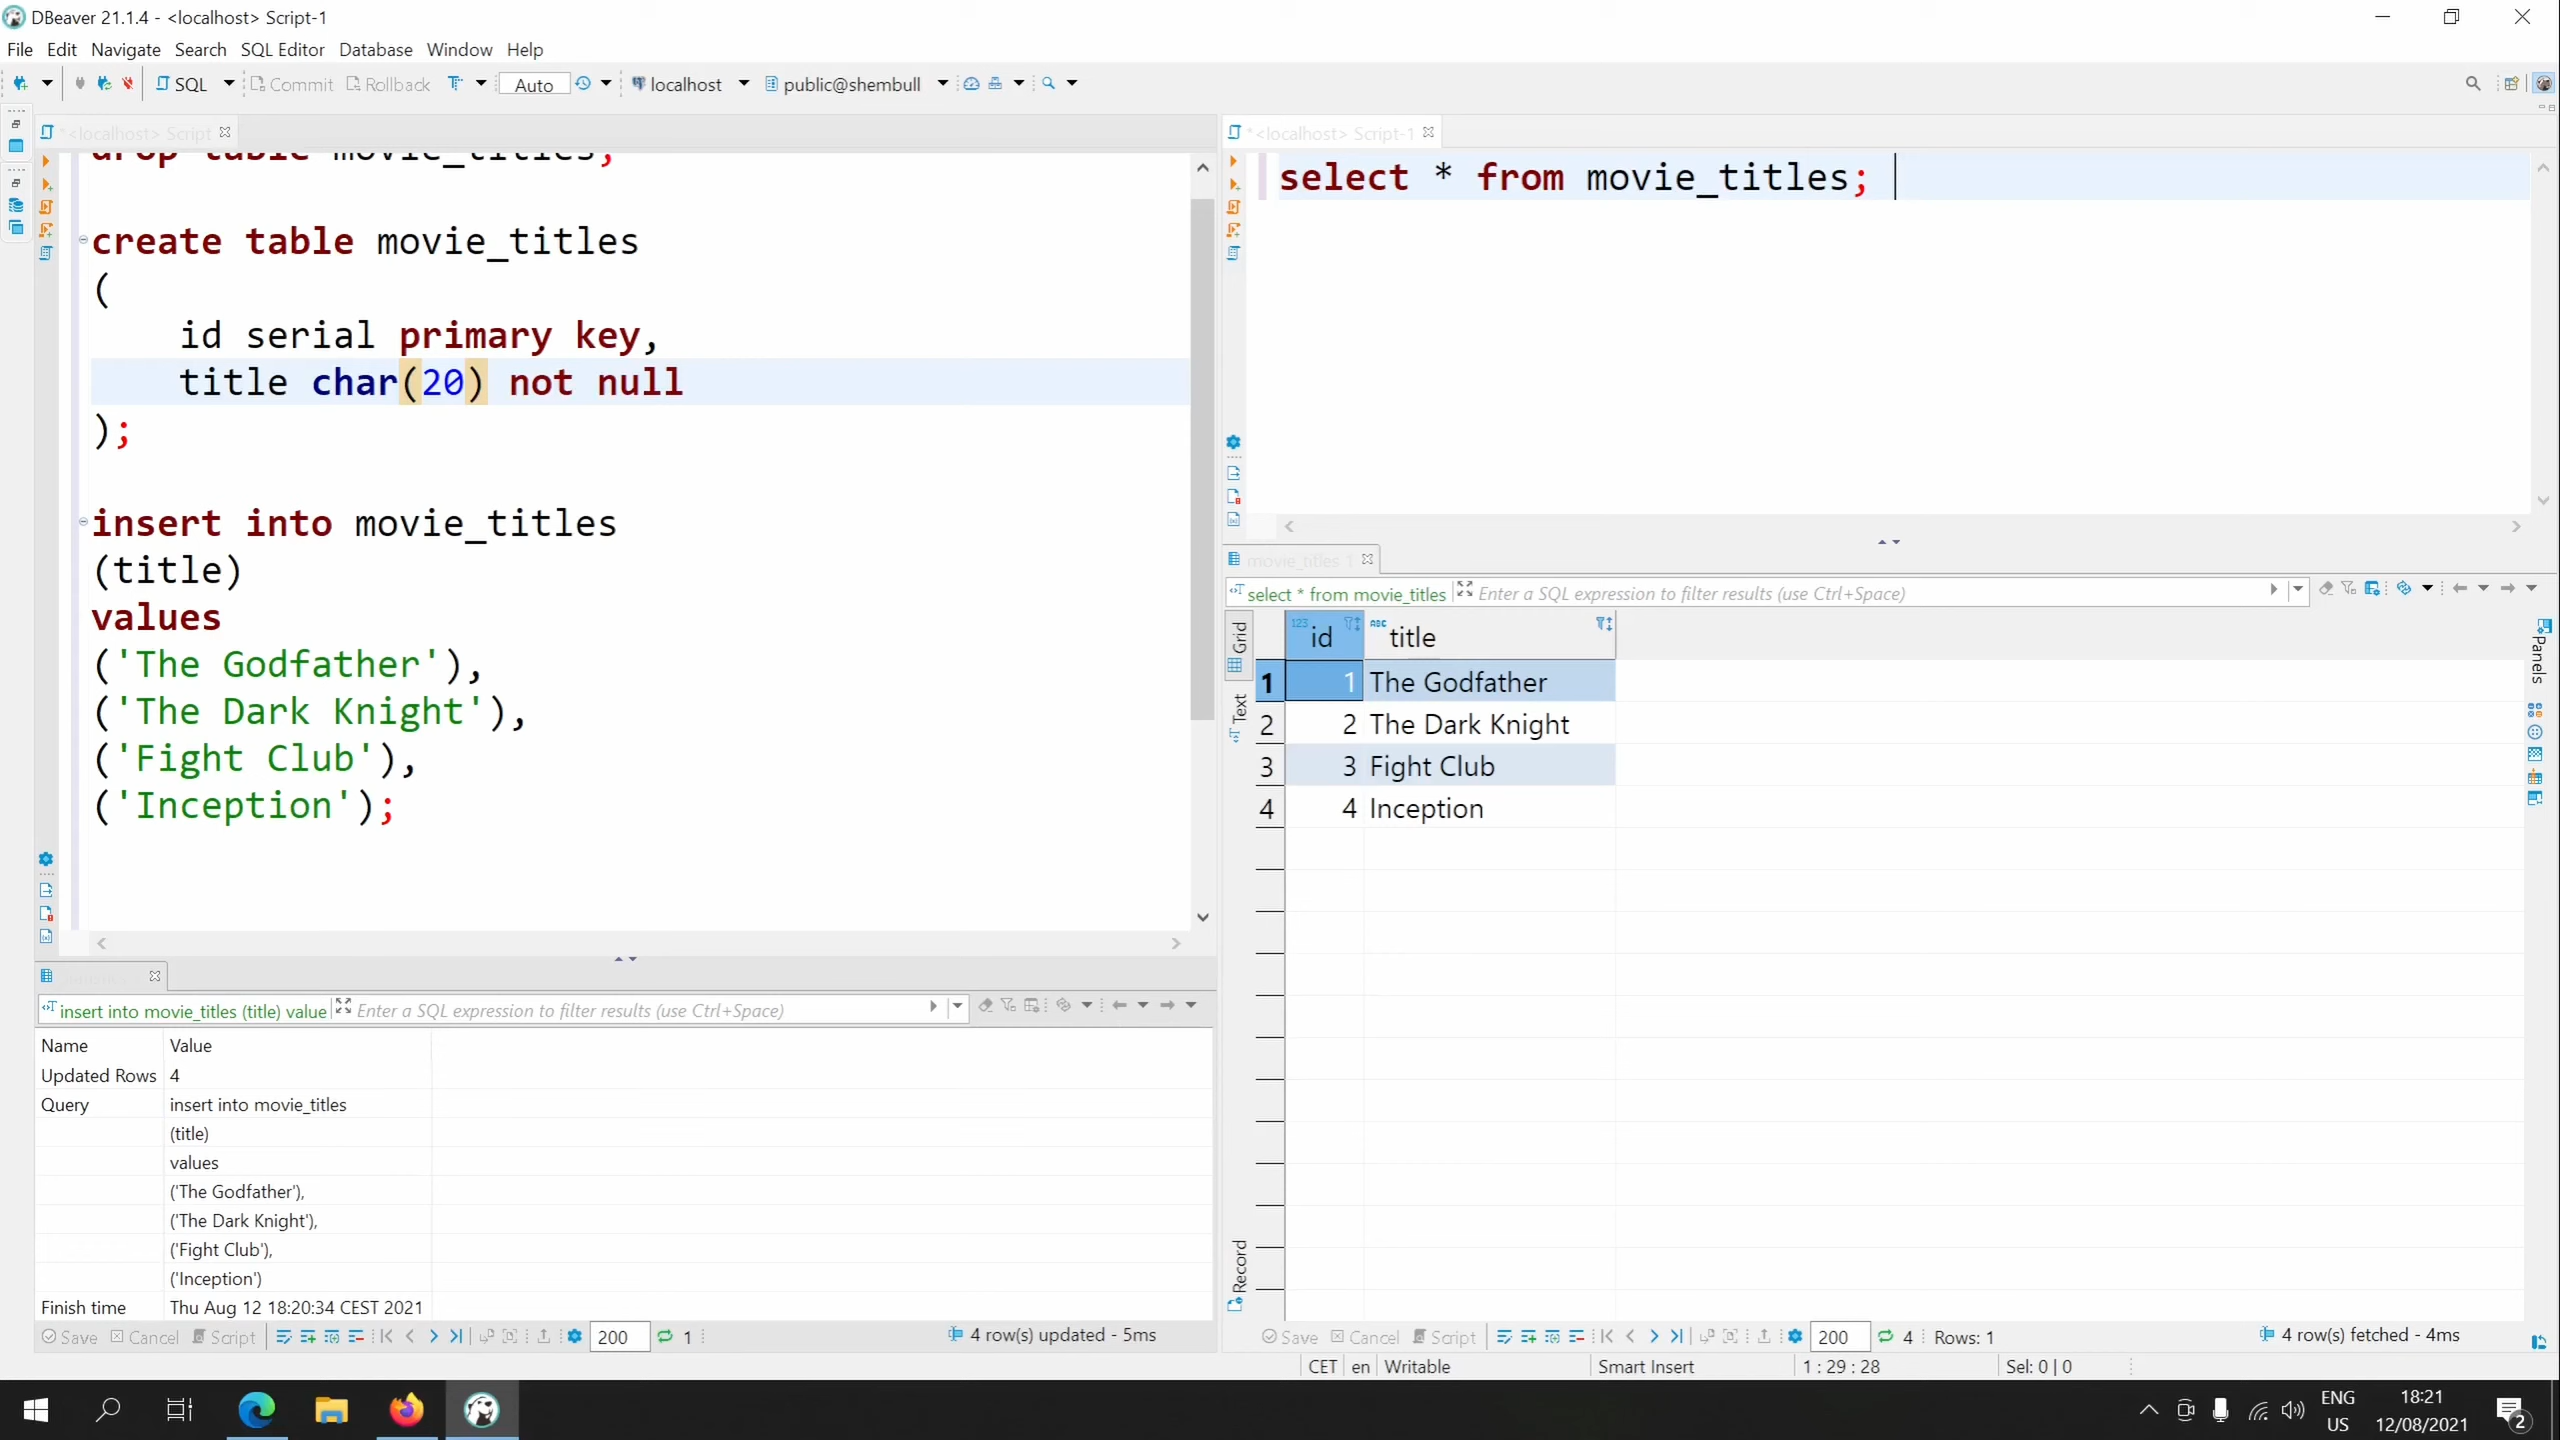 DBeaver 21.1.4 - <localhost> Script-1
File Edit Navigate Search SQL Editor Database Window Help
SQL Commit Rollback Auto localhost public@shembull
*<localhost> Script
drop table movie_titles;
create table movie_titles
(
id serial primary key,
title char(20) not null
);
insert into movie_titles
(title)
values
('The Godfather'),
('The Dark Knight'),
('Fight Club'),
('Inception');
insert into movie_titles (title) value Enter a SQL expression to filter results (use Ctrl+Space)
Name Value
Updated Rows 4
Query insert into movie_titles
(title)
values
('The Godfather'),
('The Dark Knight'),
('Fight Club'),
('Inception')
Finish time Thu Aug 12 18:20:34 CEST 2021
Save Cancel Script 200 1 4 row(s) updated - 5ms
*<localhost> Script-1
select * from movie_titles;
movie_titles 1
select * from movie_titles Enter a SQL expression to filter results (use Ctrl+Space)
Grid
Text
Record
Panels
123 id ABC title
1 1 The Godfather
2 2 The Dark Knight
3 3 Fight Club
4 4 Inception
Save Cancel Script 200 4 Rows: 1 4 row(s) fetched - 4ms
CET en Writable Smart Insert 1 : 29 : 28 Sel: 0 | 0
ENG
US
18:21
12/08/2021
2